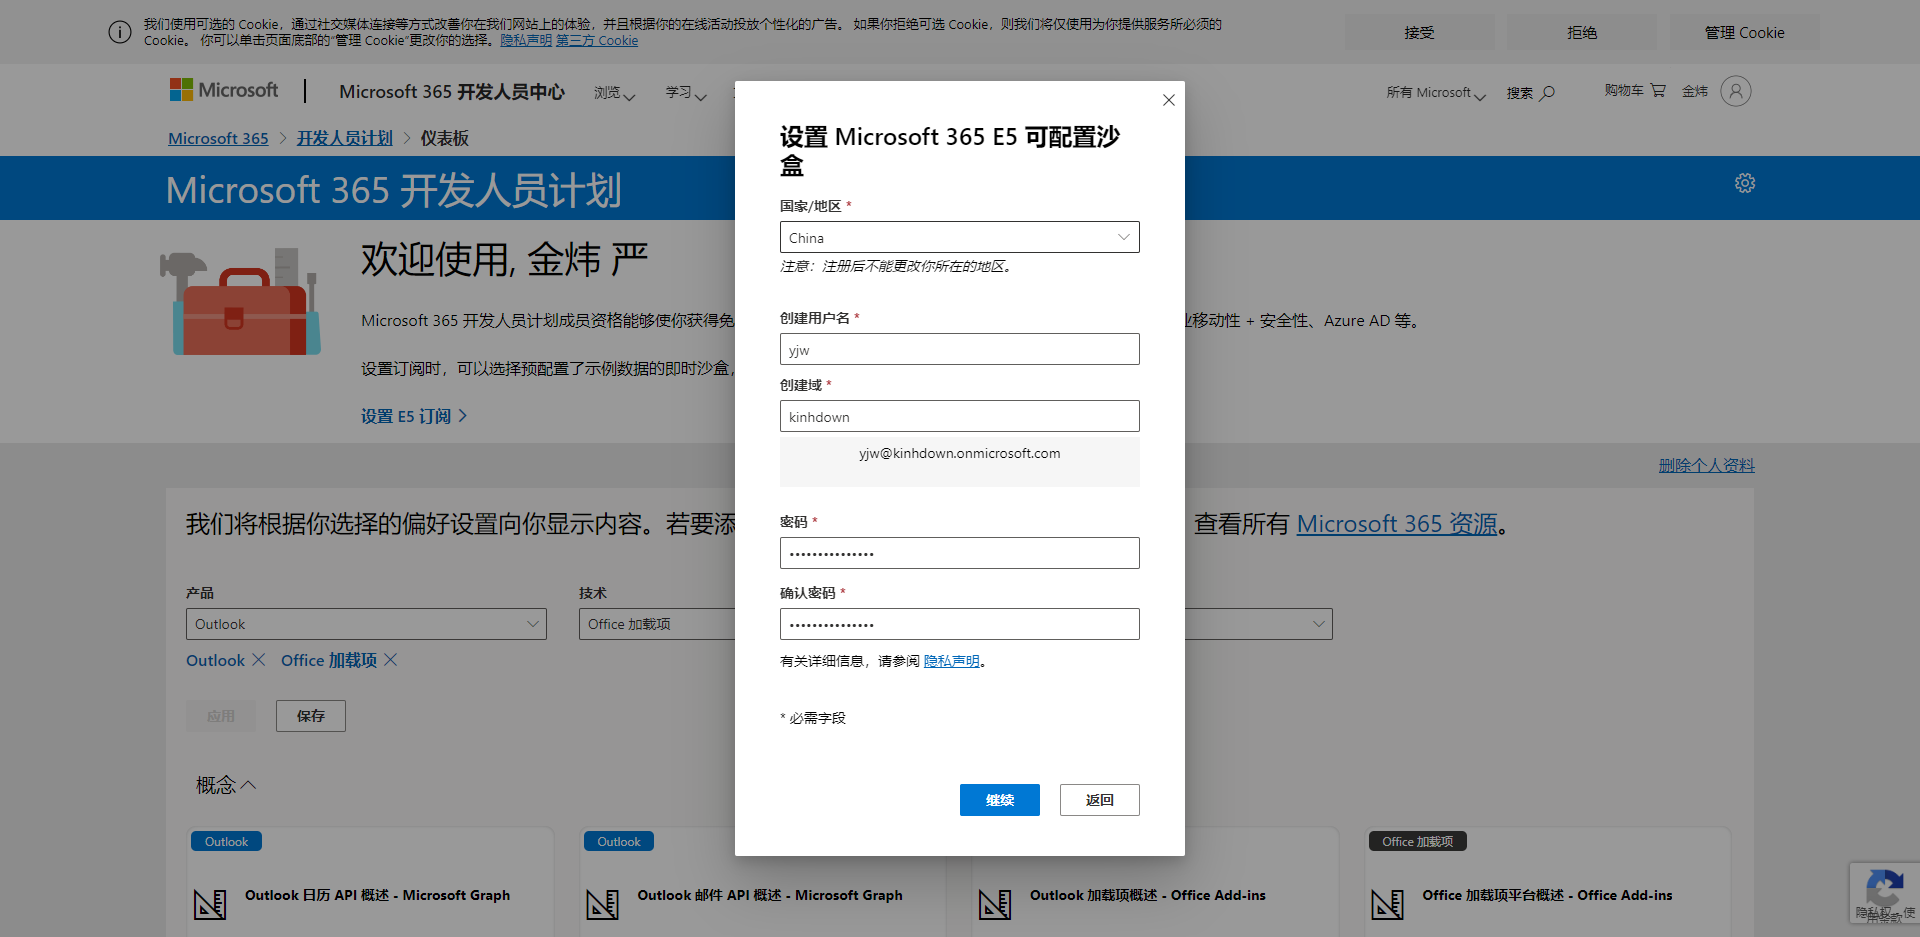 我们使用可选的 Cookie，通过社交媒体连接等方式改善你在我们网站上的体验，并且根据你的在线活动投放个性化的广告。 如果你拒绝可选 Cookie，则我们将仅使用为你提供服务所必须的
Cookie。 你可以单击页面底部的“管理 Cookie”更改你的选择。隐私声明 第三方 Cookie
接受
拒绝
管理 Cookie
Microsoft
Microsoft 365 开发人员中心
浏览
学习
所有 Microsoft
搜索
购物车
金炜
Microsoft 365 > 开发人员计划 > 仪表板
Microsoft 365 开发人员计划
欢迎使用, 金炜 严
Microsoft 365 开发人员计划成员资格能够使你获得免
业移动性 + 安全性、Azure AD 等。
设置订阅时，可以选择预配置了示例数据的即时沙盒，
设置 E5 订阅
删除个人资料
我们将根据你选择的偏好设置向你显示内容。若要添
查看所有 Microsoft 365 资源。
产品
技术
Outlook
Office 加载项
Outlook
Office 加载项
应用
保存
概念
Outlook
Outlook
Office 加载项
Outlook 日历 API 概述 - Microsoft Graph
Outlook 邮件 API 概述 - Microsoft Graph
Outlook 加载项概述 - Office Add-ins
Office 加载项平台概述 - Office Add-ins
设置 Microsoft 365 E5 可配置沙
盒
国家/地区 *
China
注意：注册后不能更改你所在的地区。
创建用户名 *
yjw
创建域 *
kinhdown
yjw@kinhdown.onmicrosoft.com
密码 *
•••••••••••••••
确认密码 *
•••••••••••••••
有关详细信息，请参阅 隐私声明。
* 必需字段
继续
返回
隐私权 - 使
用条款